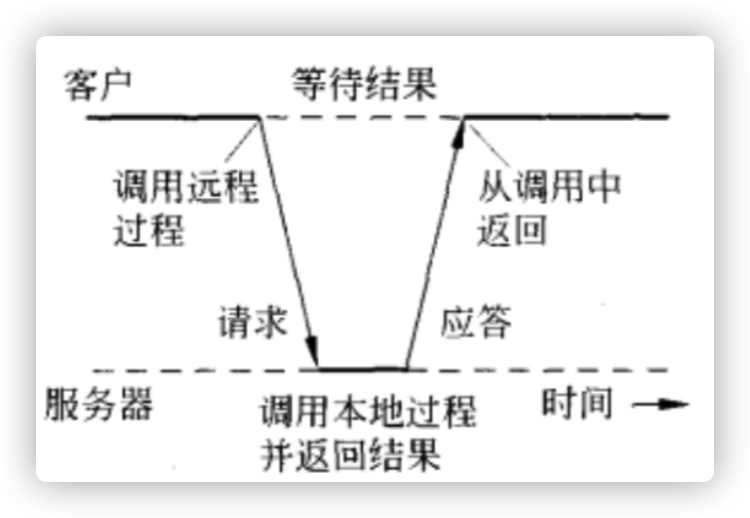 客户
等待结果
调用远程
过程
从调用中
返回
请求
应答
服务器
调用本地过程
并返回结果
时间